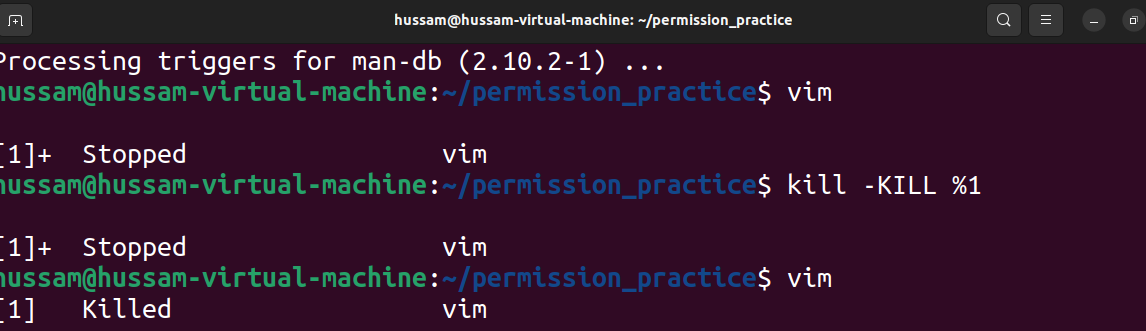 hussam@hussam-virtual-machine: ~/permission_practice
Processing triggers for man-db (2.10.2-1) ...
hussam@hussam-virtual-machine:~/permission_practice$ vim
[1]+  Stopped                 vim
hussam@hussam-virtual-machine:~/permission_practice$ kill -KILL %1
[1]+  Stopped                 vim
hussam@hussam-virtual-machine:~/permission_practice$ vim
[1]   Killed                  vim